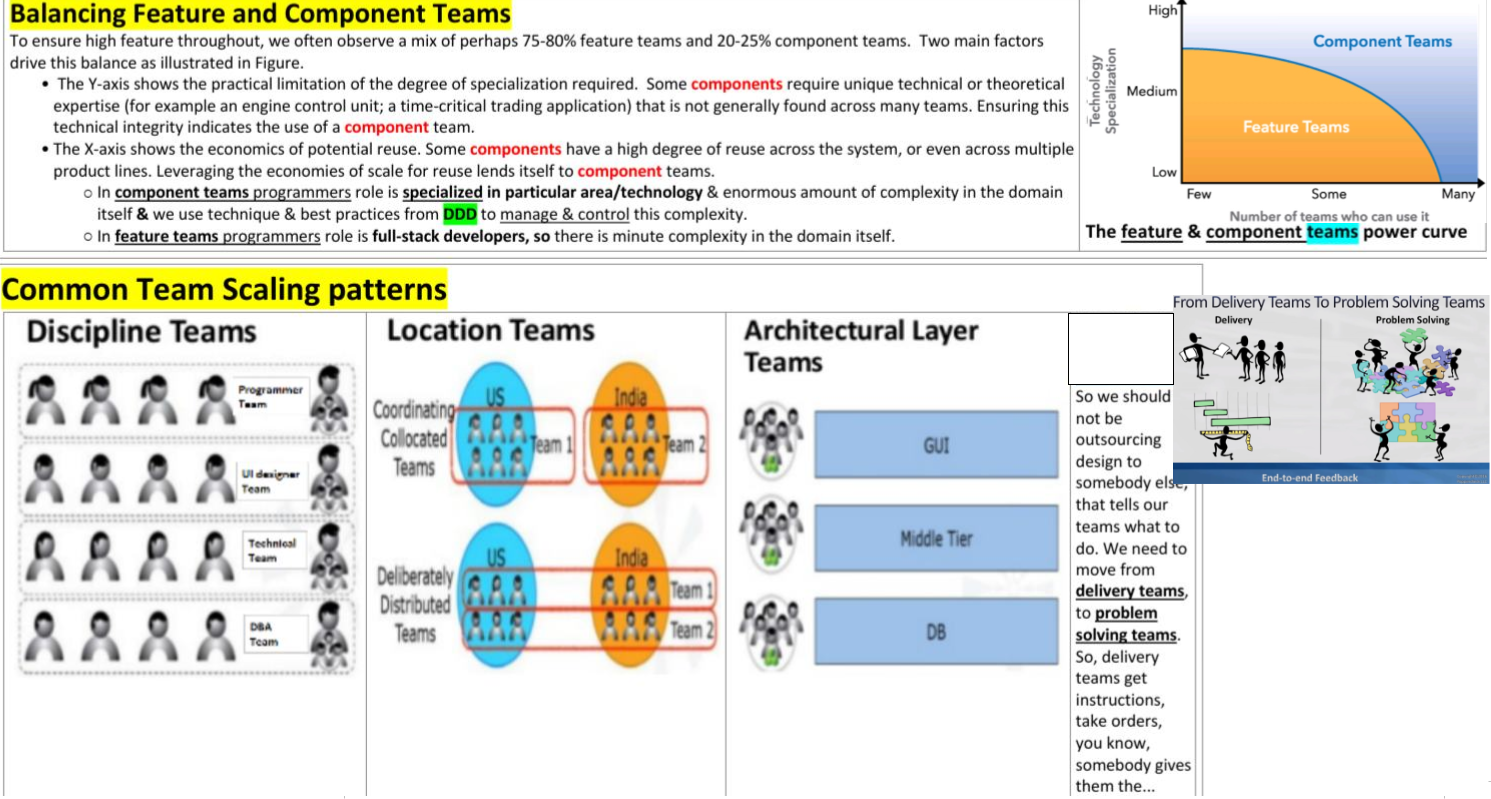 Balancing Feature and Component Teams
To ensure high feature throughout, we often observe a mix of perhaps 75-80% feature teams and 20-25% component teams. Two main factors
drive this balance as illustrated in Figure.
• The Y-axis shows the practical limitation of the degree of specialization required. Some components require unique technical or theoretical
expertise (for example an engine control unit; a time-critical trading application) that is not generally found across many teams. Ensuring this
technical integrity indicates the use of a component team.
• The X-axis shows the economics of potential reuse. Some components have a high degree of reuse across the system, or even across multiple
product lines. Leveraging the economies of scale for reuse lends itself to component teams.
○ In component teams programmers role is specialized in particular area/technology & enormous amount of complexity in the domain
itself & we use technique & best practices from DDD to manage & control this complexity.
○ In feature teams programmers role is full-stack developers, so there is minute complexity in the domain itself.
High
Component Teams
Technology
Specialization
Medium
Feature Teams
Low
Few
Some
Many
Number of teams who can use it
The feature & component teams power curve
Common Team Scaling patterns
Discipline Teams
Programmer
Team
UI designer
Team
Technical
Team
DBA
Team
Location Teams
US
India
Coordinating
Collocated
Teams
Team 1
Team 2
US
India
Deliberately
Distributed
Teams
Team 1
Team 2
Architectural Layer
Teams
GUI
Middle Tier
DB
So we should
not be
outsourcing
design to
somebody else,
that tells our
teams what to
do. We need to
move from
delivery teams,
to problem
solving teams.
So, delivery
teams get
instructions,
take orders,
you know,
somebody gives
them the...
From Delivery Teams To Problem Solving Teams
Delivery
Problem Solving
End-to-end Feedback